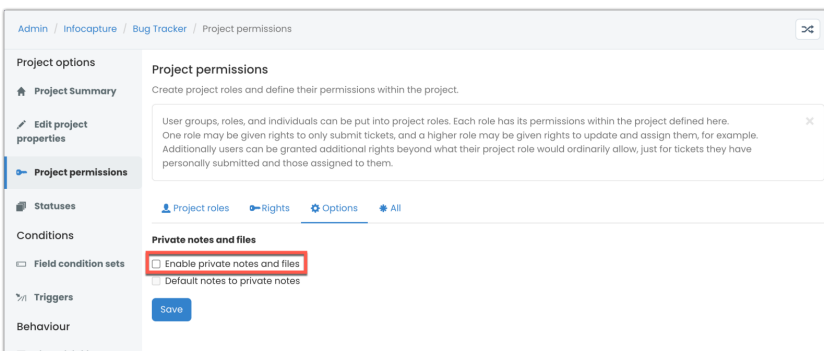 Admin / Infocapture / Bug Tracker / Project permissions
Project options
Project Summary
Edit project
properties
Project permissions
Statuses
Conditions
Field condition sets
Triggers
Behaviour
Project permissions
Create project roles and define their permissions within the project.
User groups, roles, and individuals can be put into project roles. Each role has its permissions within the project defined here.
One role may be given rights to only submit tickets, and a higher role may be given rights to update and assign them, for example.
Additionally users can be granted additional rights beyond what their project role would ordinarily allow, just for tickets they have
personally submitted and those assigned to them.
Project roles Rights Options All
Private notes and files
Enable private notes and files
Default notes to private notes
Save